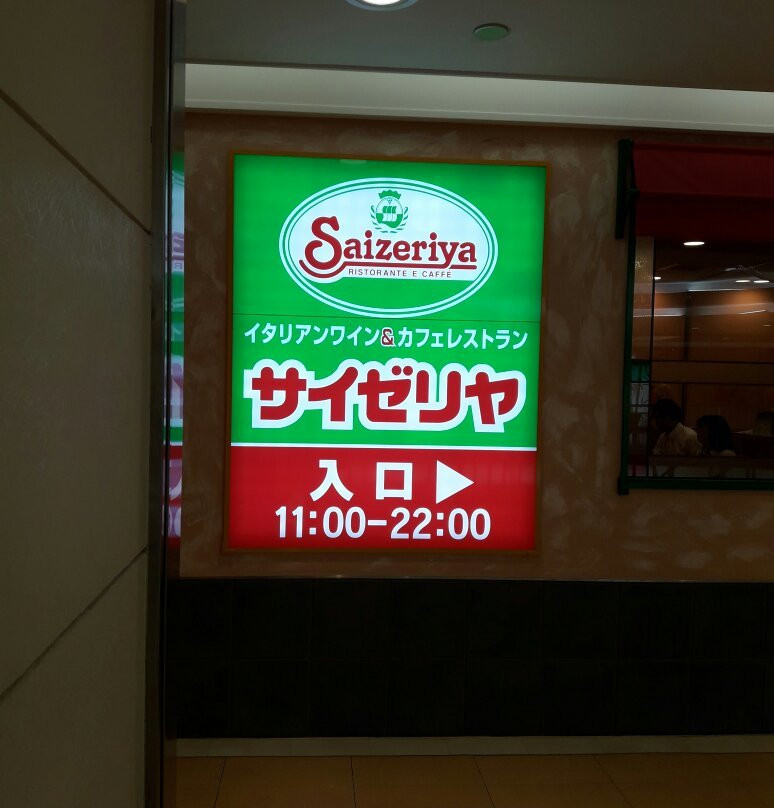 Saizeriya
RISTORANTE E CAFFÈ
イタリアンワイン&カフェレストラン
サイゼリヤ
入口▶
11:00-22:00